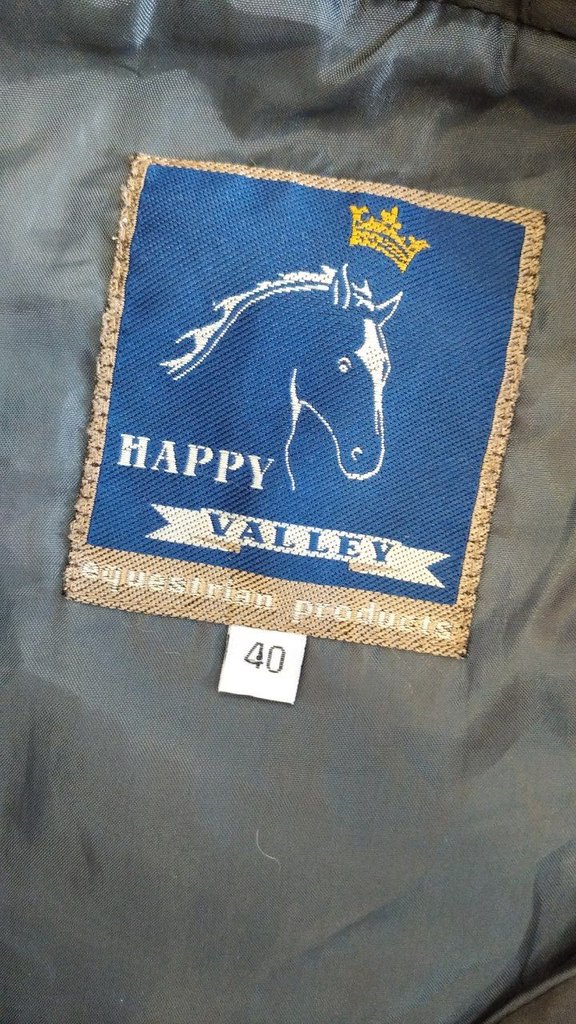 HAPPY
VALLEY
equestrian products
40